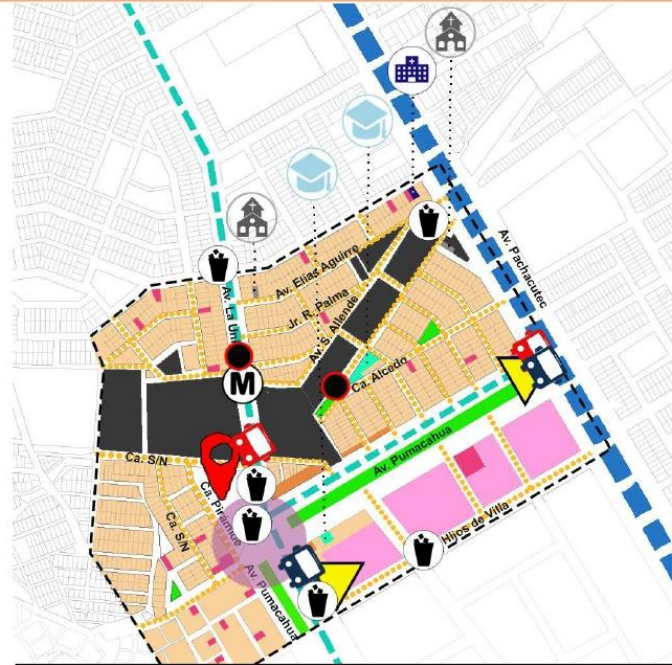 Av. Elias Aguirre
Av. Pachacutec
Av. La Uni
Jr. R. Palma
Av. S. Allende
Ca. Alcedo
M
Ca. S/N
Av. Pumacahua
Ca. Piramide
Ca. S/N
Hijos de Villa
Av. Pumacahua